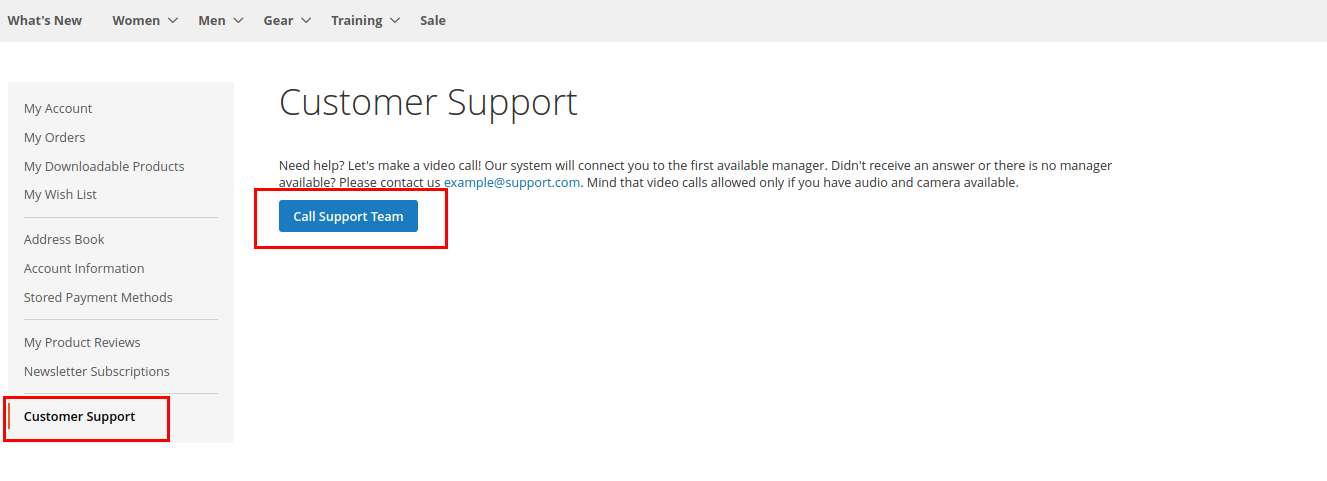 What's New Women Men Gear Training Sale
My Account
My Orders
My Downloadable Products
My Wish List
Address Book
Account Information
Stored Payment Methods
My Product Reviews
Newsletter Subscriptions
Customer Support
Customer Support
Need help? Let's make a video call! Our system will connect you to the first available manager. Didn't receive an answer or there is no manager
available? Please contact us example@support.com. Mind that video calls allowed only if you have audio and camera available.
Call Support Team